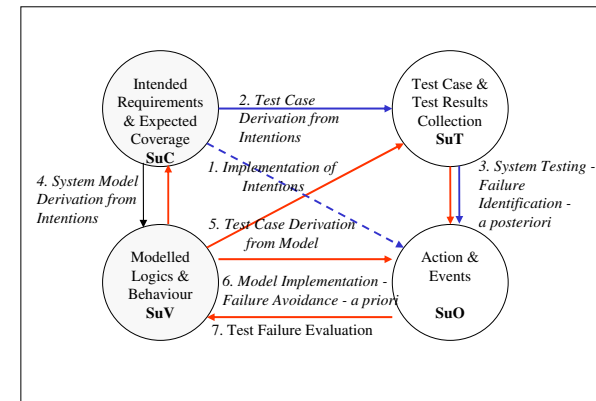 Intended
Requirements
& Expected
Coverage
SuC
2. Test Case
Derivation from
Intentions
Test Case &
Test Results
Collection
SuT
1. Implementation of
Intentions
3. System Testing -
Failure
Identification -
a posteriori
4. System Model
Derivation from
Intentions
5. Test Case Derivation
from Model
Modelled
Logics &
Behaviour
SuV
6. Model Implementation -
Failure Avoidance - a priori
Action &
Events
SuO
7. Test Failure Evaluation